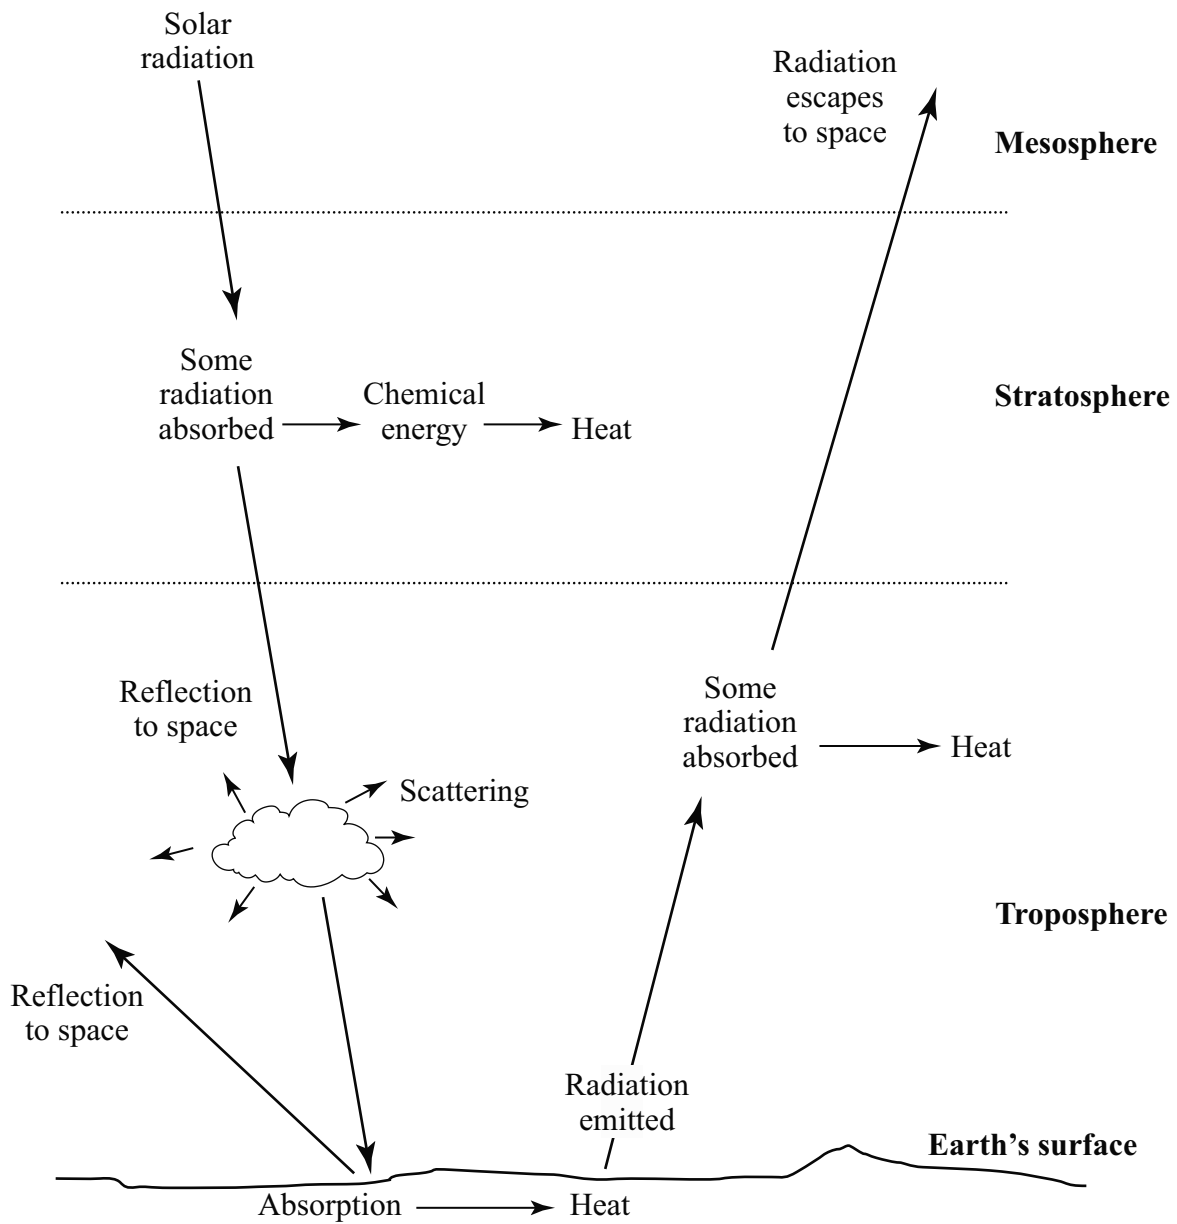 Solar
radiation
Radiation
escapes
to space
Mesosphere
Some
radiation
absorbed
Chemical
energy
Heat
Stratosphere
Reflection
to space
Scattering
Some
radiation
absorbed
Heat
Troposphere
Reflection
to space
Radiation
emitted
Earth's surface
Absorption
Heat